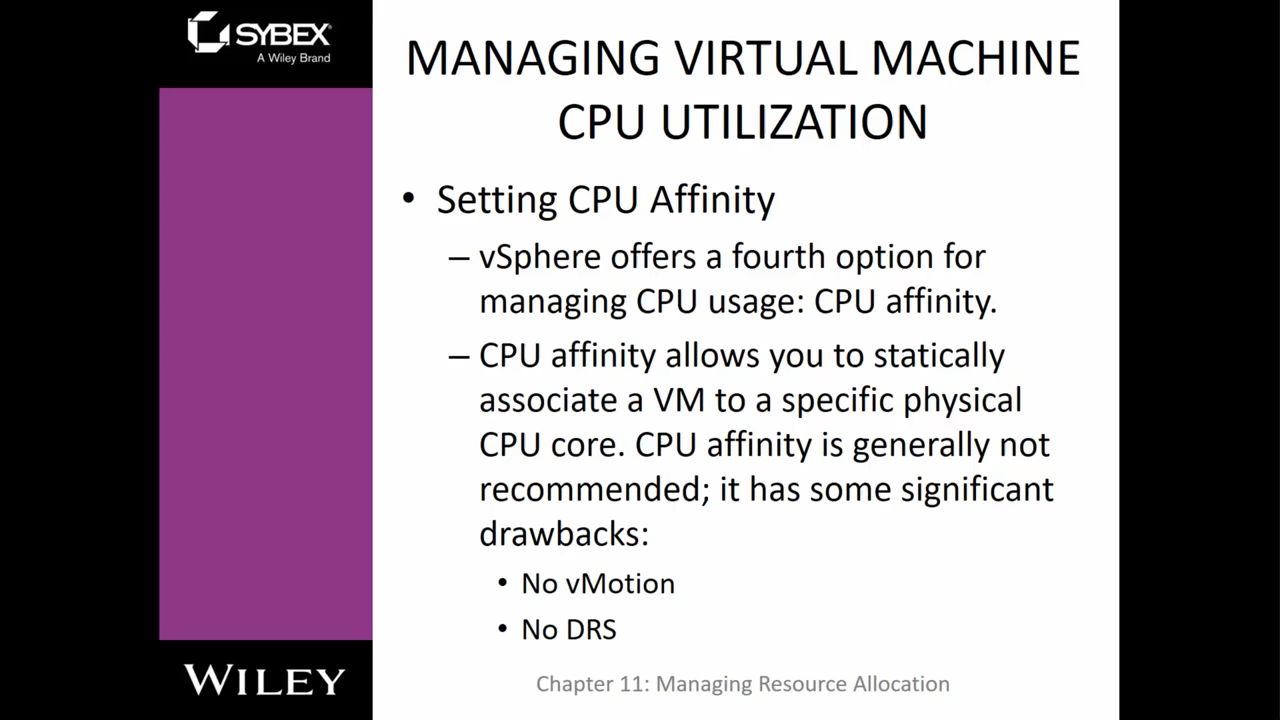 SYBEX
A Wiley Brand
MANAGING VIRTUAL MACHINE
CPU UTILIZATION
• Setting CPU Affinity
– vSphere offers a fourth option for
managing CPU usage: CPU affinity.
– CPU affinity allows you to statically
associate a VM to a specific physical
CPU core. CPU affinity is generally not
recommended; it has some significant
drawbacks:
• No vMotion
• No DRS
WILEY
Chapter 11: Managing Resource Allocation